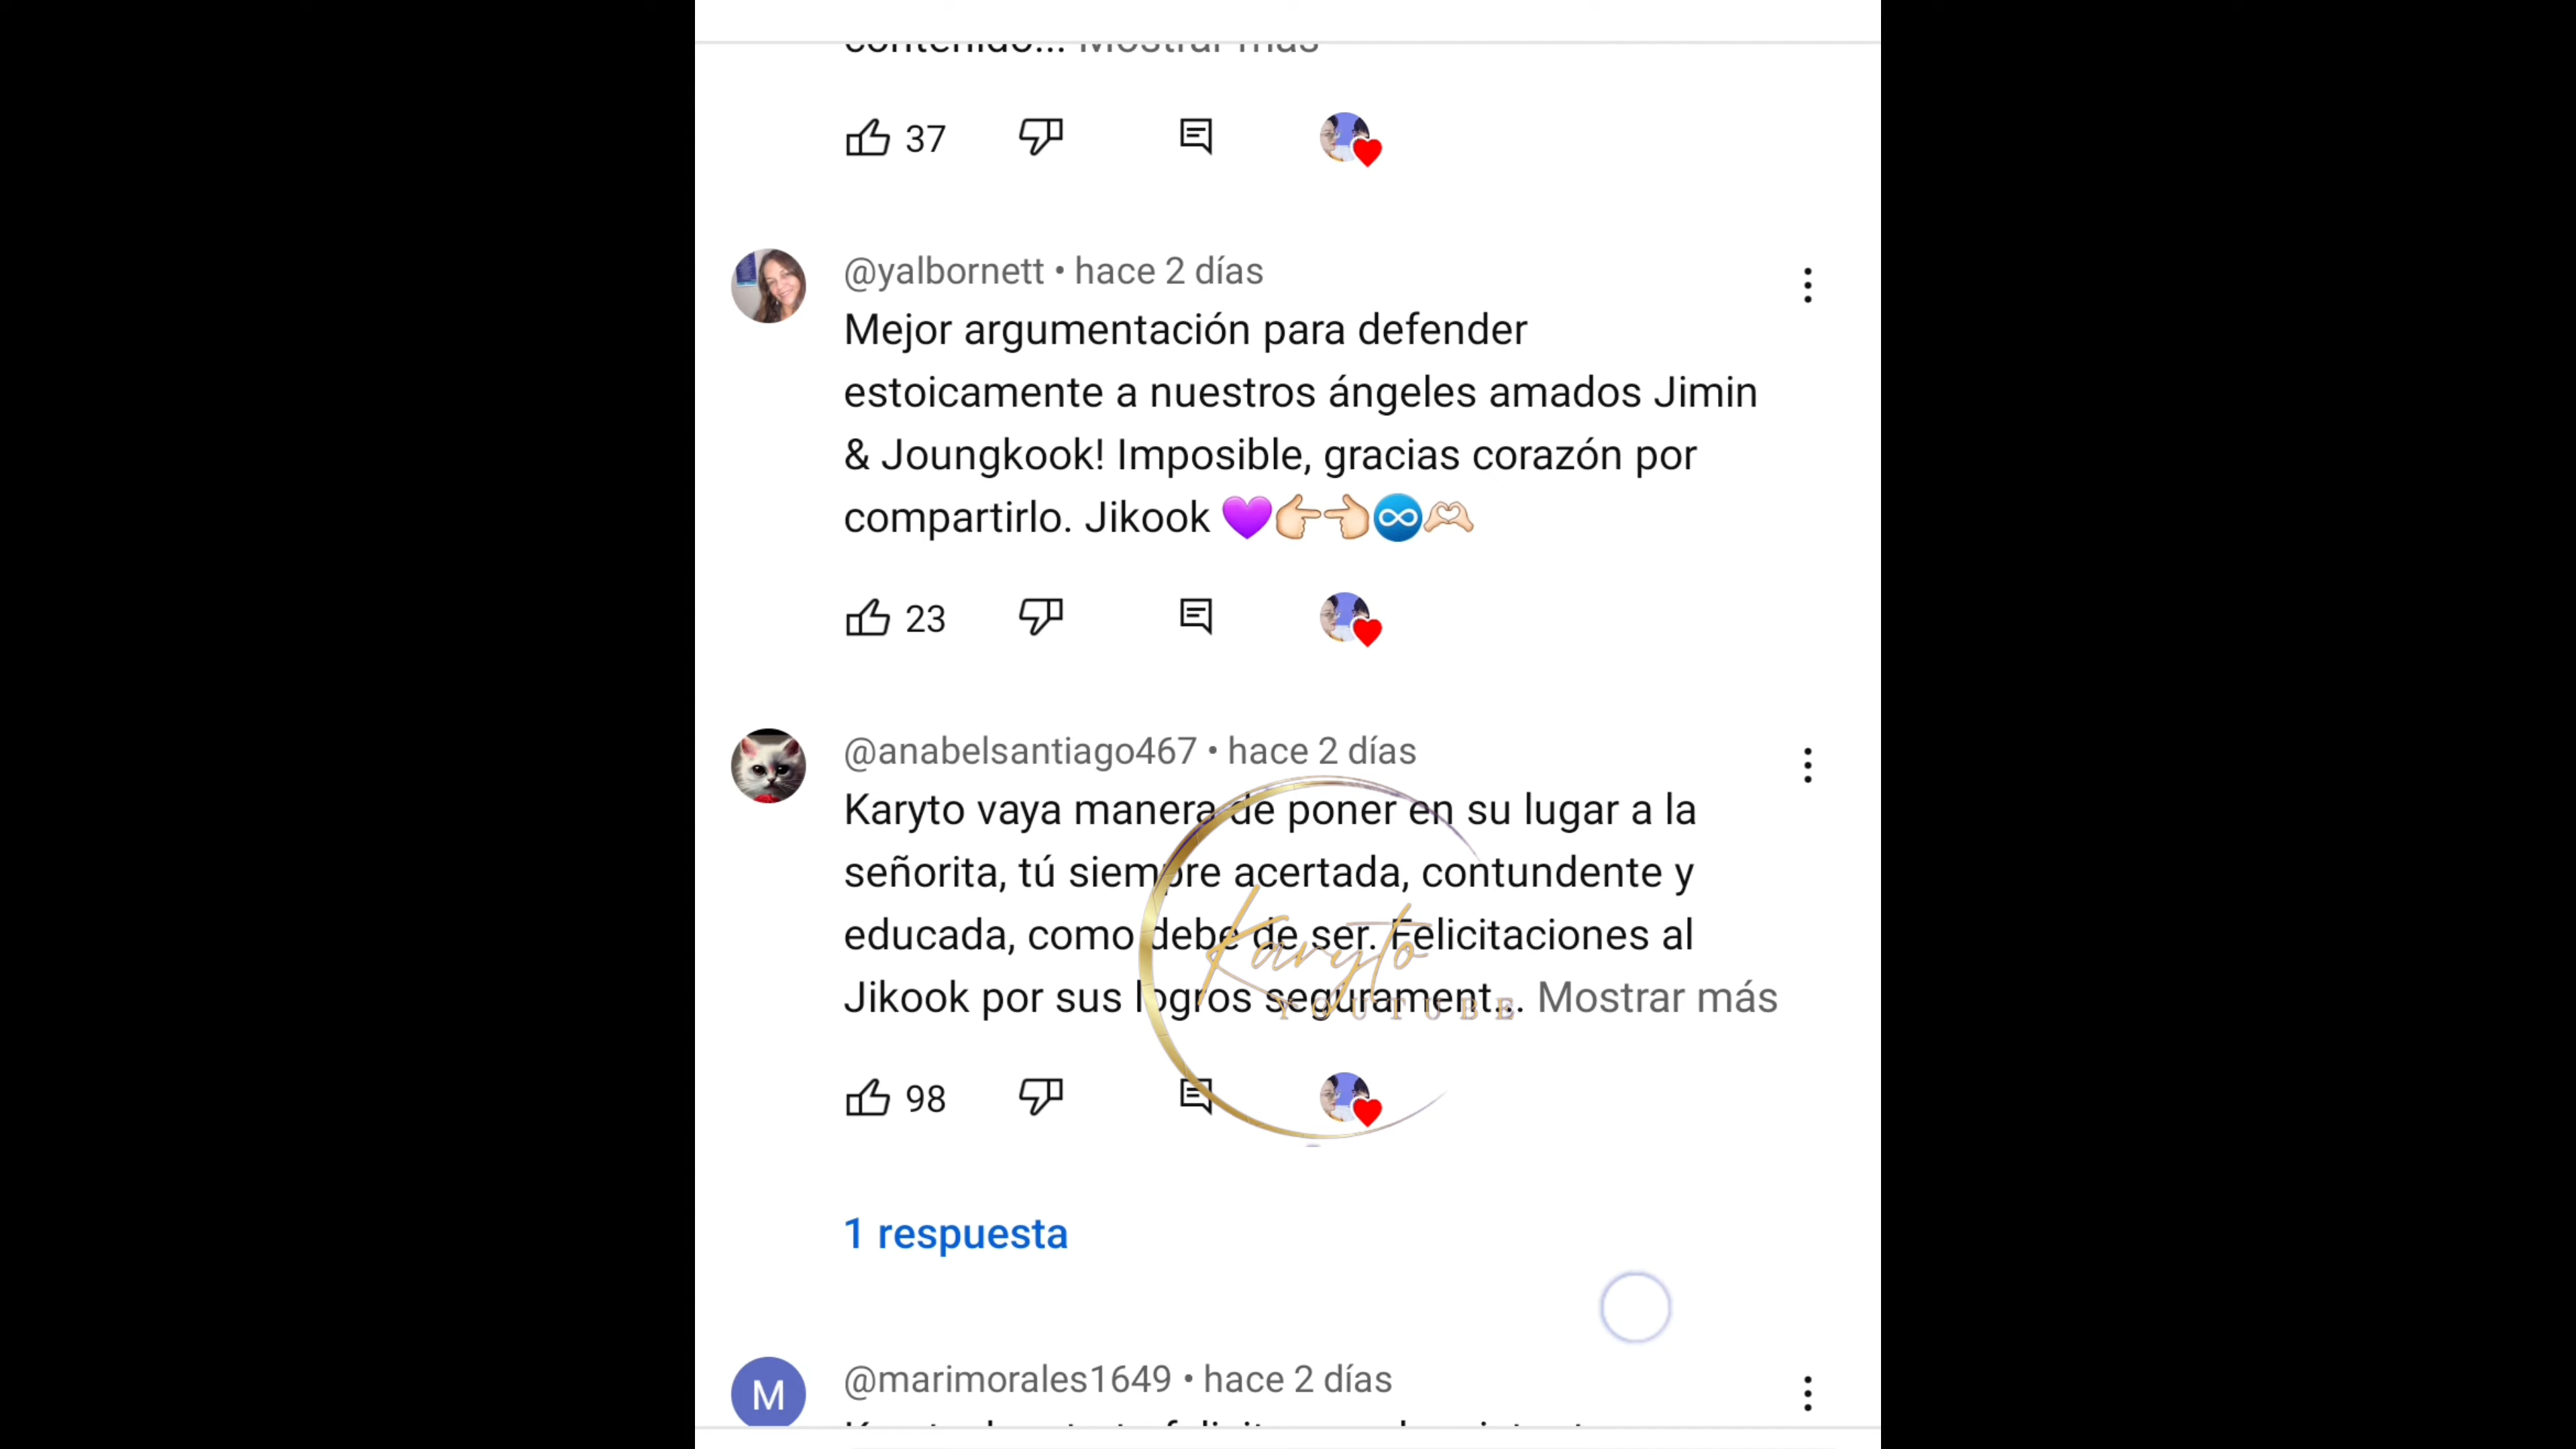 contenido... Mostrar más
37
@yalbornett • hace 2 días
Mejor argumentación para defender
estoicamente a nuestros ángeles amados Jimin
& Joungkook! Imposible, gracias corazón por
compartirlo. Jikook 💜👉🏻👈🏻♾️🫶🏻
23
@anabelsantiago467 • hace 2 días
Karyto vaya manera de poner en su lugar a la
señorita, tú siempre acertada, contundente y
educada, como debe de ser. Felicitaciones al
Jikook por sus logros segurament... Mostrar más
Karyto
YOUTUBE
98
1 respuesta
M
@marimorales1649 • hace 2 días